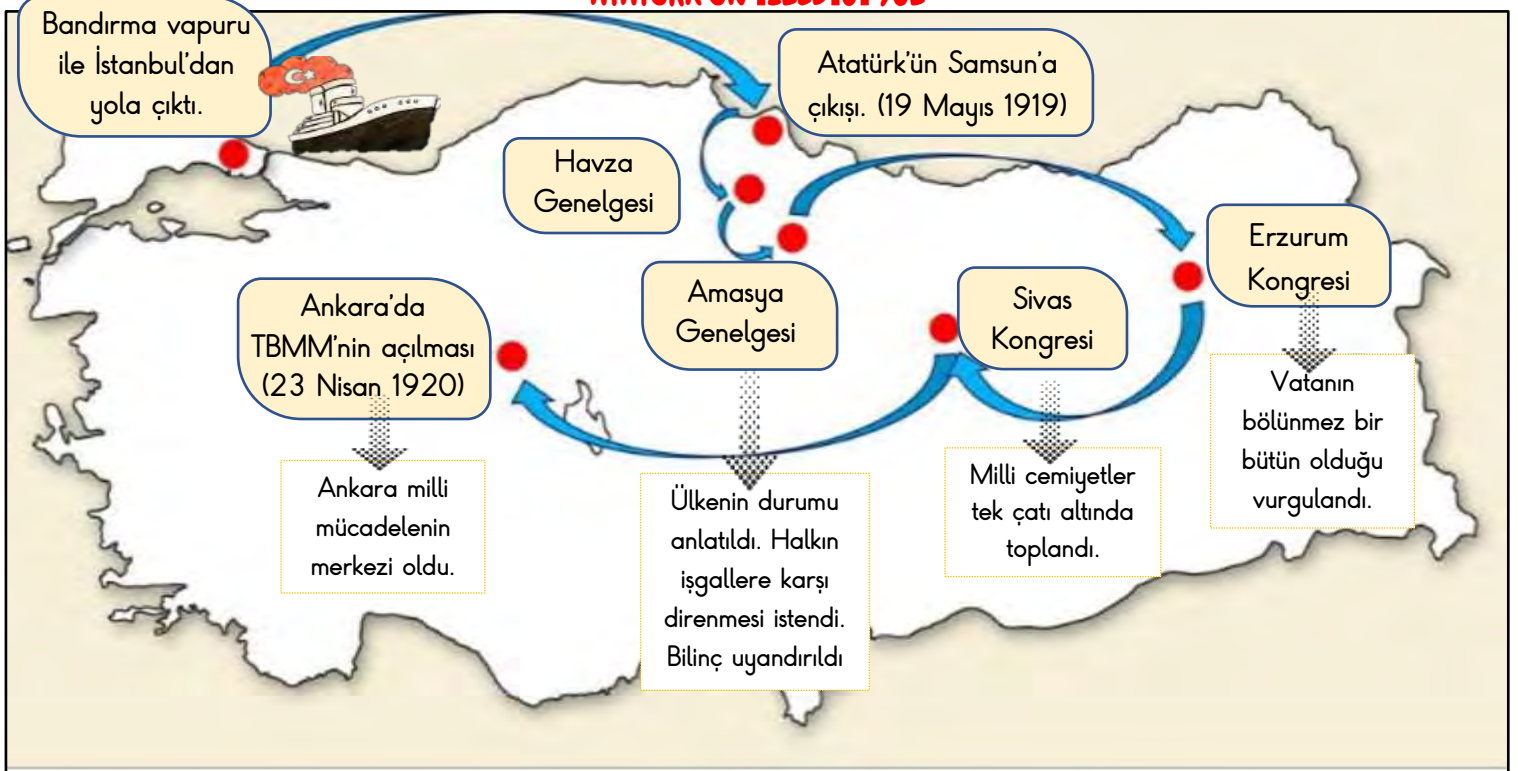 Bandırma vapuru
ile İstanbul'dan
yola çıktı.
Atatürk'ün Samsun'a
çıkışı. (19 Mayıs 1919)
Havza
Genelgesi
Erzurum
Kongresi
Amasya
Genelgesi
Sivas
Kongresi
Ankara'da
TBMM'nin açılması
(23 Nisan 1920)
Vatanın
bölünmez bir
bütün olduğu
vurgulandı.
Milli cemiyetler
tek çatı altında
toplandı.
Ankara milli
mücadelenin
merkezi oldu.
Ülkenin durumu
anlatıldı. Halkın
işgallere karşı
direnmesi istendi.
Bilinç uyandırıldı